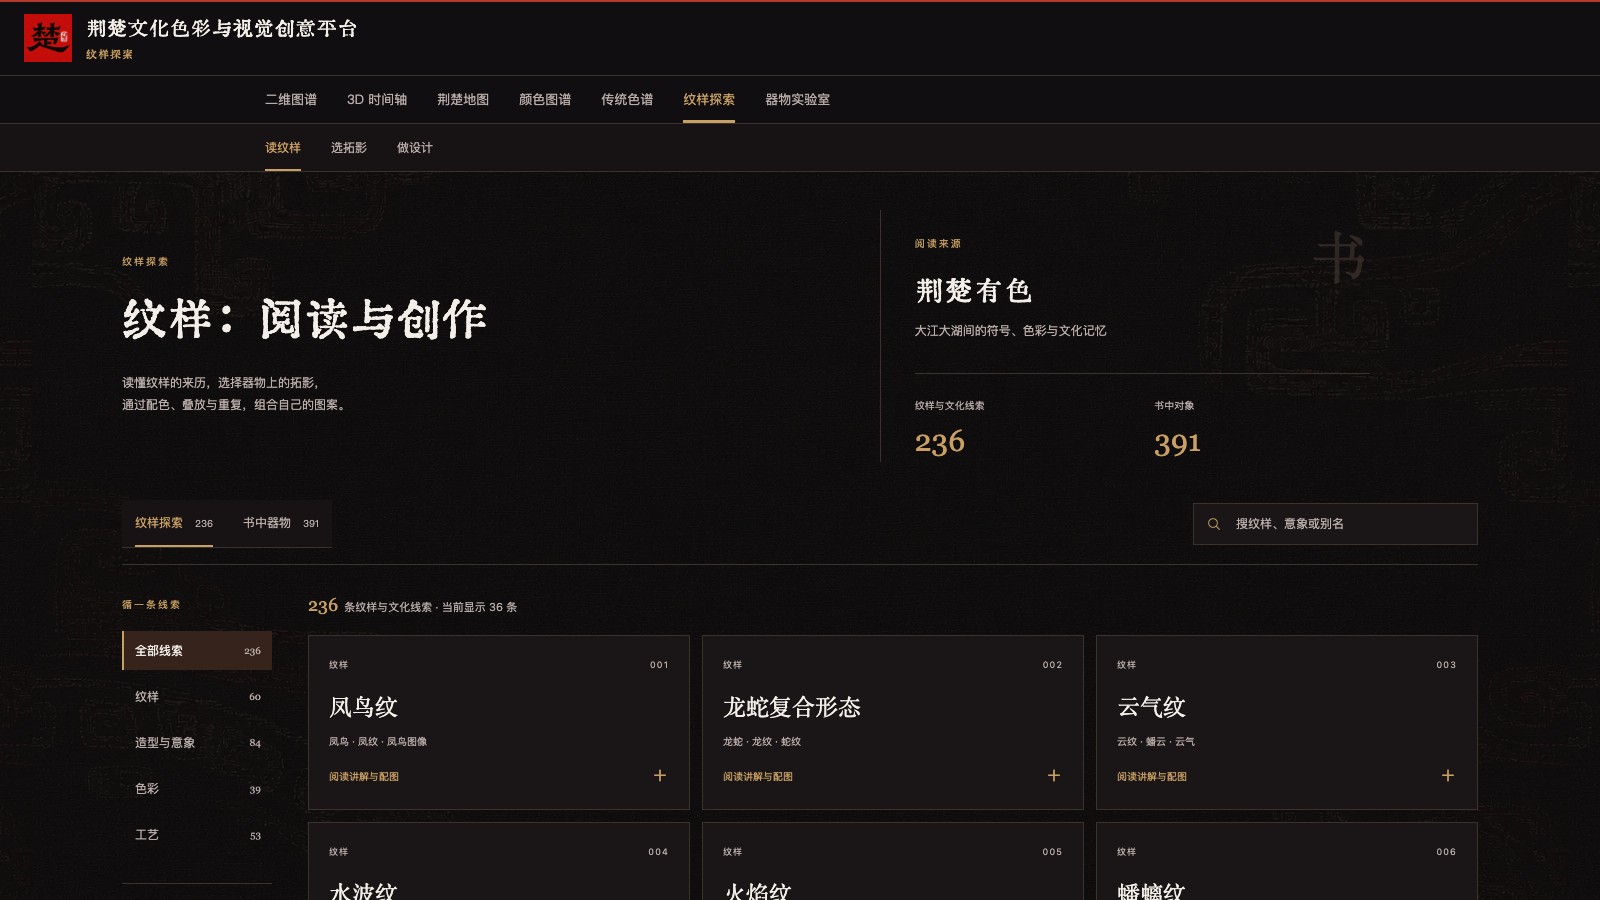 楚
荆楚文化色彩与视觉创意平台
纹样探索
二维图谱 3D 时间轴 荆楚地图 颜色图谱 传统色谱 纹样探索 器物实验室
读纹样 选拓影 做设计
纹样探索
纹样：阅读与创作
读懂纹样的来历，选择器物上的拓影，
通过配色、叠放与重复，组合自己的图案。
阅读来源
书
荆楚有色
大江大湖间的符号、色彩与文化记忆
纹样与文化线索 书中对象
236 391
纹样探索 236 书中器物 391
搜纹样、意象或别名
循一条线索
全部线索 236
纹样 60
造型与意象 84
色彩 39
工艺 53
236 条纹样与文化线索 · 当前显示 36 条
纹样 001
凤鸟纹
凤鸟 · 凤纹 · 凤鸟图像
阅读讲解与配图 +
纹样 002
龙蛇复合形态
龙蛇 · 龙纹 · 蛇纹
阅读讲解与配图 +
纹样 003
云气纹
云纹 · 蟠云 · 云气
阅读讲解与配图 +
纹样 004
水波纹
纹样 005
火焰纹
纹样 006
蟠螭纹